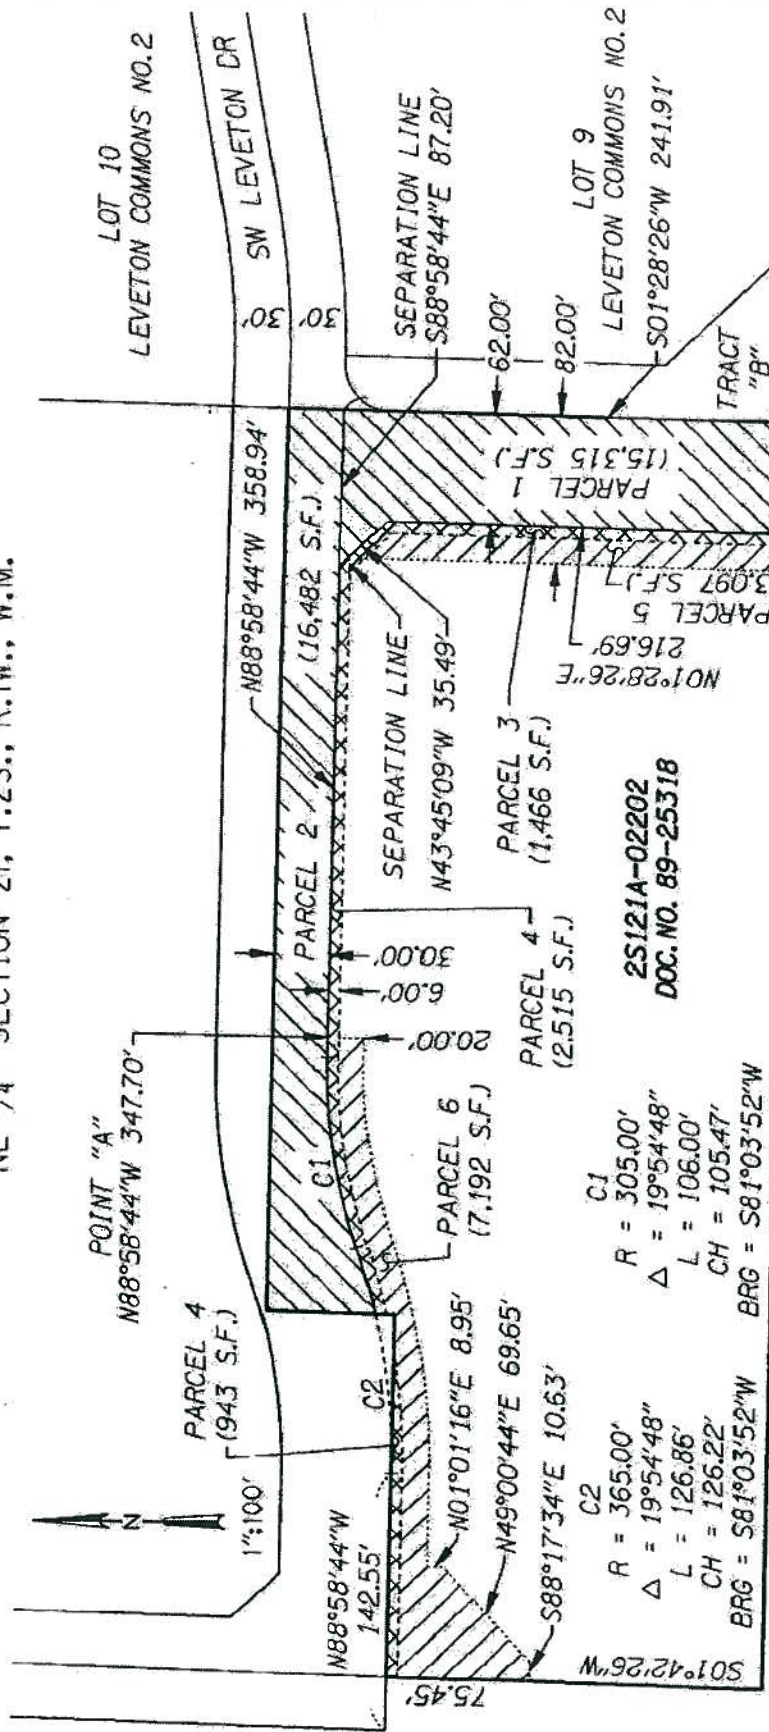 NE 1/4 SECTION 21, T.2S., R.1W., W.M.
LOT 10
LEVETON COMMONS NO. 2
SW LEVETON DR
30'
30'
POINT "A"
N88°58'44"W 347.70'
PARCEL 4
(943 S.F.)
1":100'
N
N88°58'44"W 358.94'
PARCEL 2
(16,482 S.F.)
SEPARATION LINE
S88°58'44"E 87.20'
62.00'
82.00'
LOT 9
LEVETON COMMONS NO. 2
S01°28'26"W 241.91'
TRACT
"B"
PARCEL 1
(15,315 S.F.)
SEPARATION LINE
N43°45'09"W 35.49'
30.00'
6.00'
20.00'
C1
C2
N88°58'44"W
142.55'
PARCEL 3
(1,466 S.F.)
PARCEL 4
(2,515 S.F.)
PARCEL 5
3,097 S.F.)
N01°28'26"E
216.69'
PARCEL 6
(7,192 S.F.)
N01°01'16"E 8.95'
N49°00'44"E 69.65'
S88°17'34"E 10.63'
2S121A-02202
DOC. NO. 89-25318
75.45'
S01°42'26"W
C2
R = 365.00'
Δ = 19°54'48"
L = 126.86'
CH = 126.22'
BRG = S81°03'52"W
C1
R = 305.00'
Δ = 19°54'48"
L = 106.00'
CH = 105.47'
BRG = S81°03'52"W